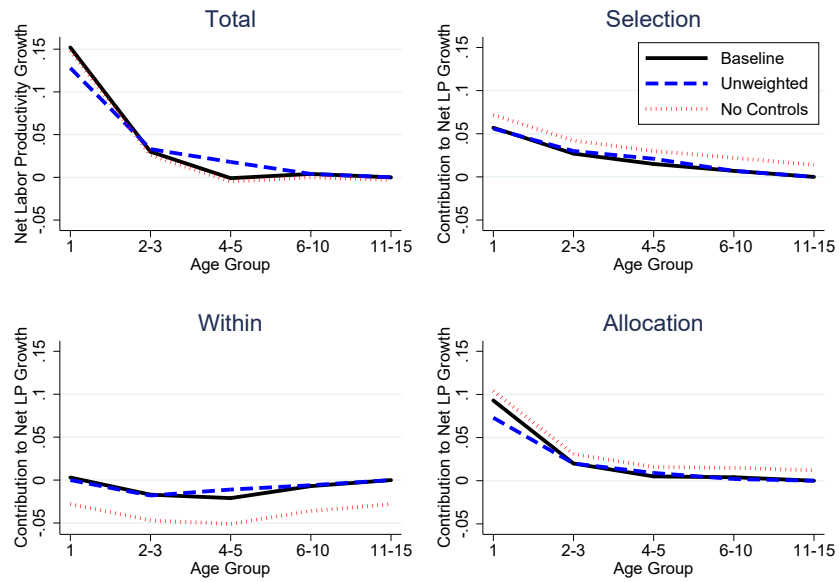 Total
Net Labor Productivity Growth
.15
.1
.05
0
-.05
1
2-3
4-5
6-10
11-15
Age Group
Selection
Contribution to Net LP Growth
.15
.1
.05
0
-.05
1
2-3
4-5
6-10
11-15
Age Group
Baseline
Unweighted
No Controls
Within
Contribution to Net LP Growth
.15
.1
.05
0
-.05
1
2-3
4-5
6-10
11-15
Age Group
Allocation
Contribution to Net LP Growth
.15
.1
.05
0
-.05
1
2-3
4-5
6-10
11-15
Age Group